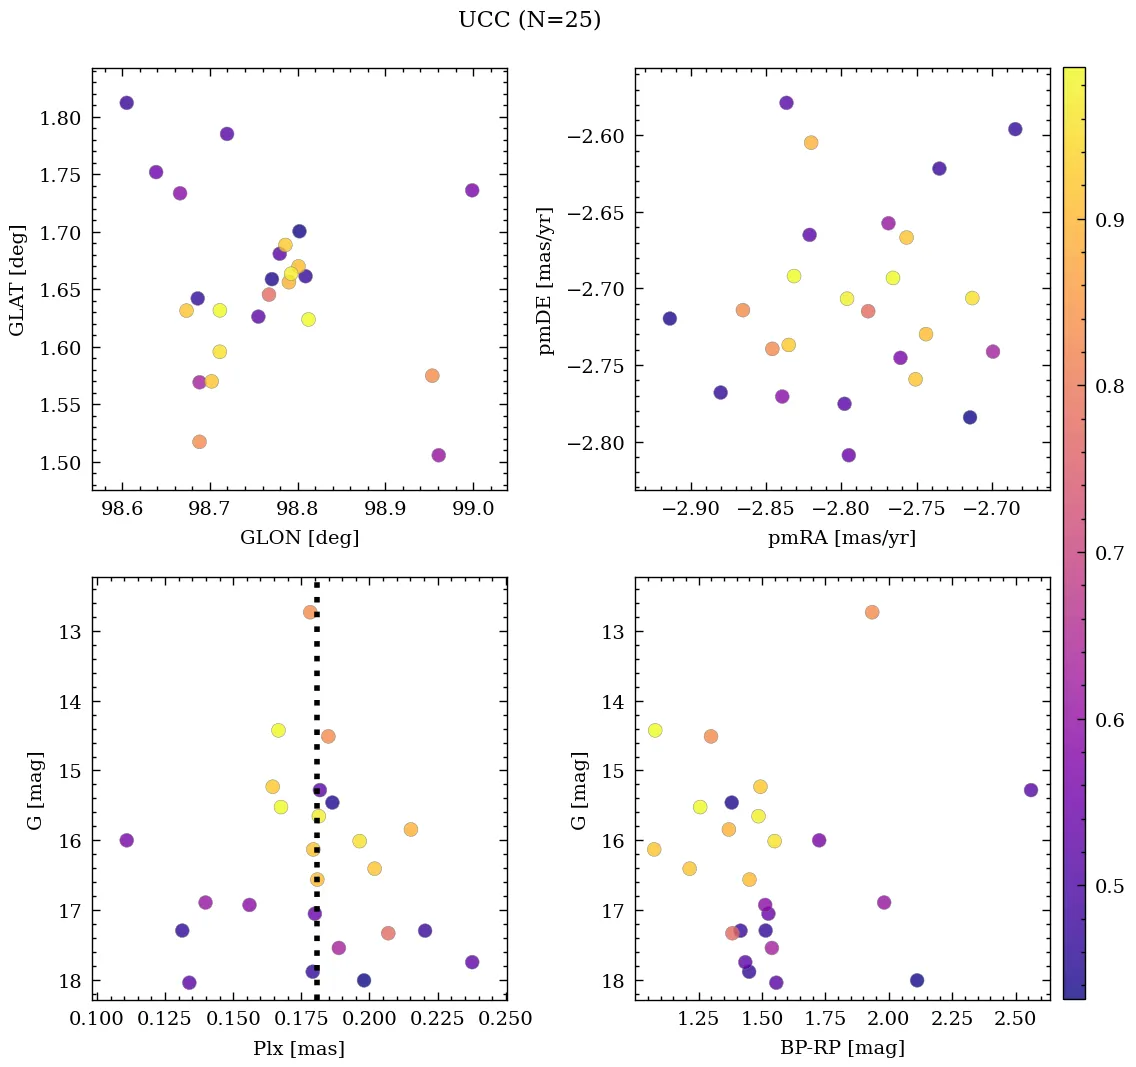 UCC (N=25)
1.80
1.75
1.70
1.65
1.60
1.55
1.50
GLAT [deg]
98.6 98.7 98.8 98.9 99.0
GLON [deg]
−2.60
−2.65
−2.70
−2.75
−2.80
pmDE [mas/yr]
−2.90 −2.85 −2.80 −2.75 −2.70
pmRA [mas/yr]
0.9
0.8
0.7
0.6
0.5
13
14
15
16
17
18
G [mag]
0.100 0.125 0.150 0.175 0.200 0.225 0.250
Plx [mas]
13
14
15
16
17
18
G [mag]
1.25 1.50 1.75 2.00 2.25 2.50
BP-RP [mag]